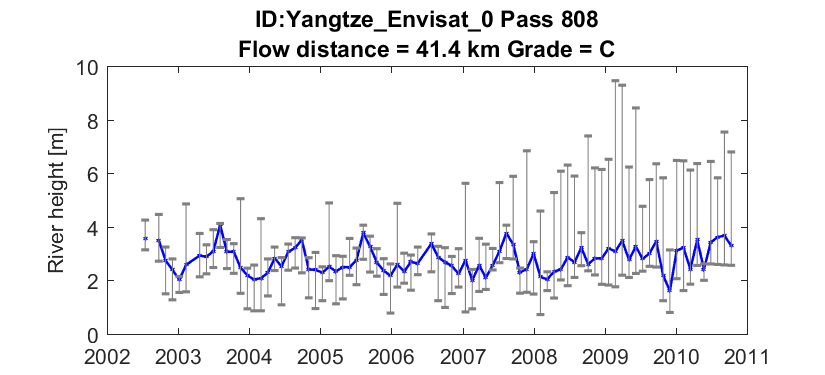 ID:Yangtze_Envisat_0 Pass 808
Flow distance = 41.4 km Grade = C
River height [m]
10
8
6
4
2
0
2002 2003 2004 2005 2006 2007 2008 2009 2010 2011